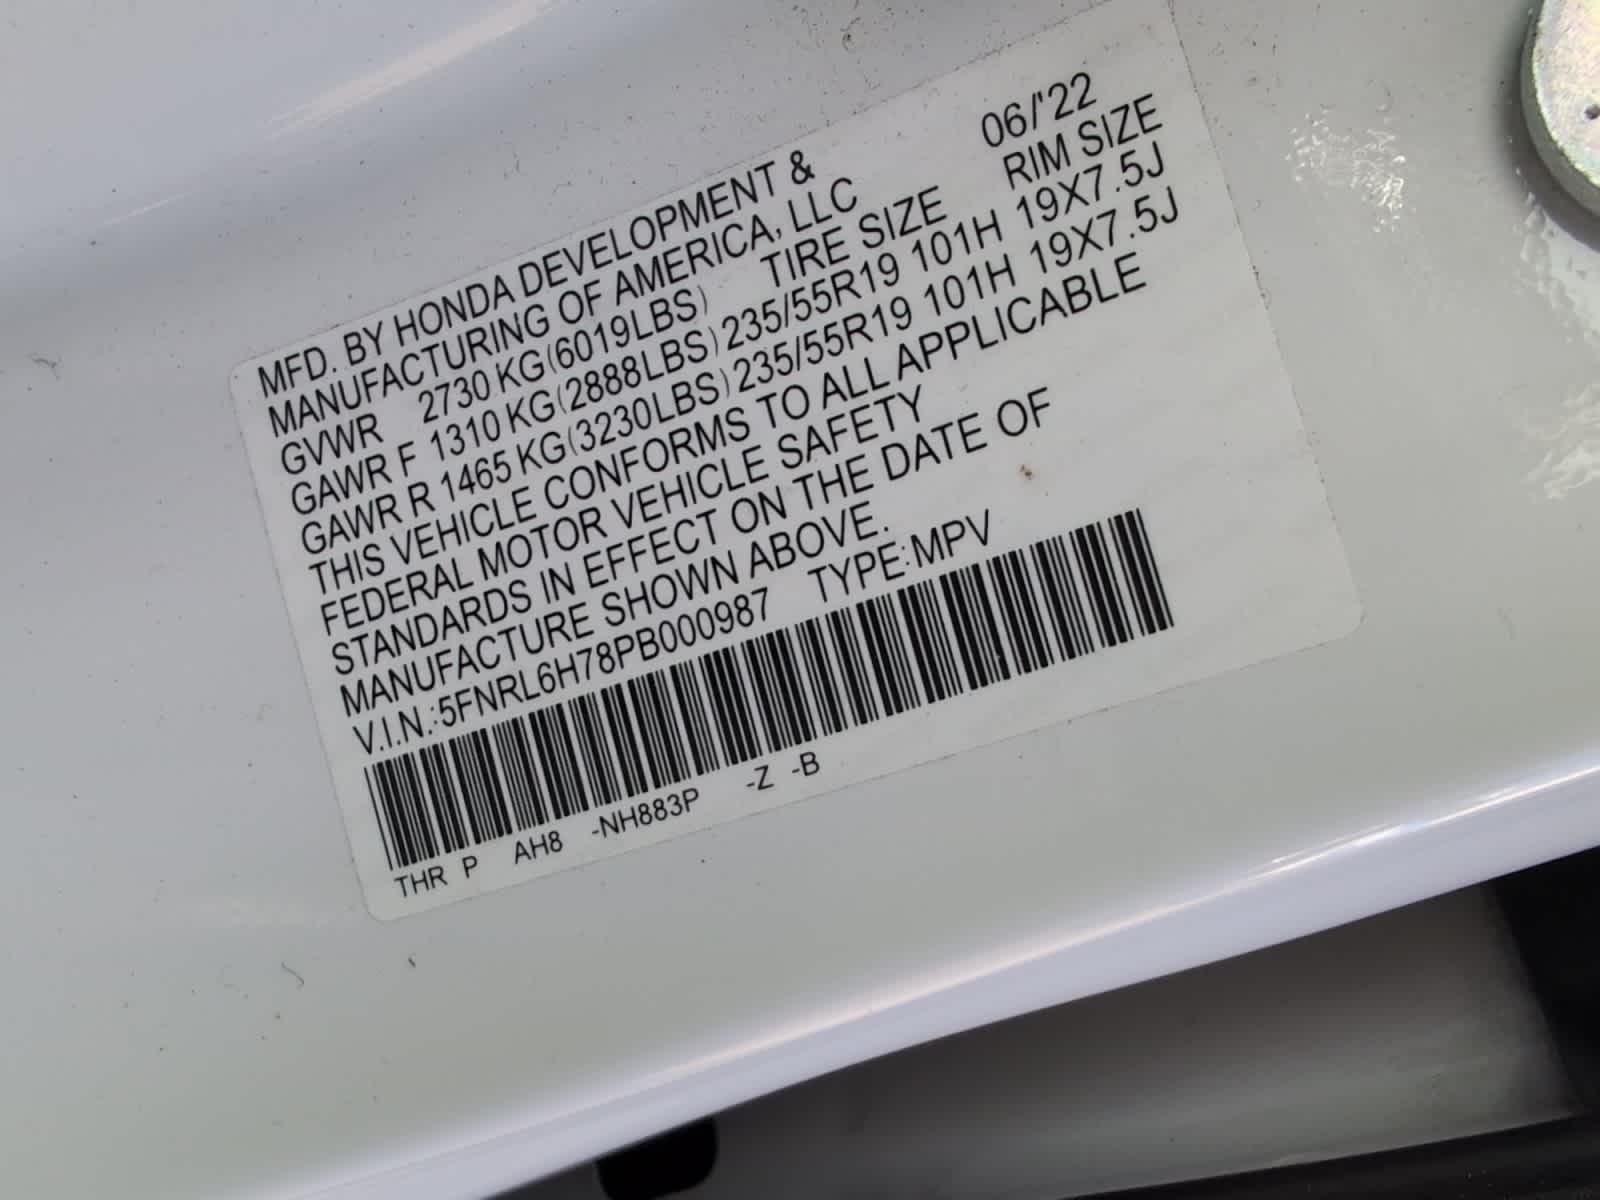 06/'22
MFD. BY HONDA DEVELOPMENT &
MANUFACTURING OF AMERICA, LLC
GVWR 2730 KG(6019LBS) TIRE SIZE RIM SIZE
GAWR F 1310 KG(2888LBS) 235/55R19 101H 19X7.5J
GAWR R 1465 KG(3230LBS) 235/55R19 101H 19X7.5J
THIS VEHICLE CONFORMS TO ALL APPLICABLE
FEDERAL MOTOR VEHICLE SAFETY
STANDARDS IN EFFECT ON THE DATE OF
MANUFACTURE SHOWN ABOVE.
V.I.N.:5FNRL6H78PB000987 TYPE:MPV
THR P AH8 -NH883P -Z -B